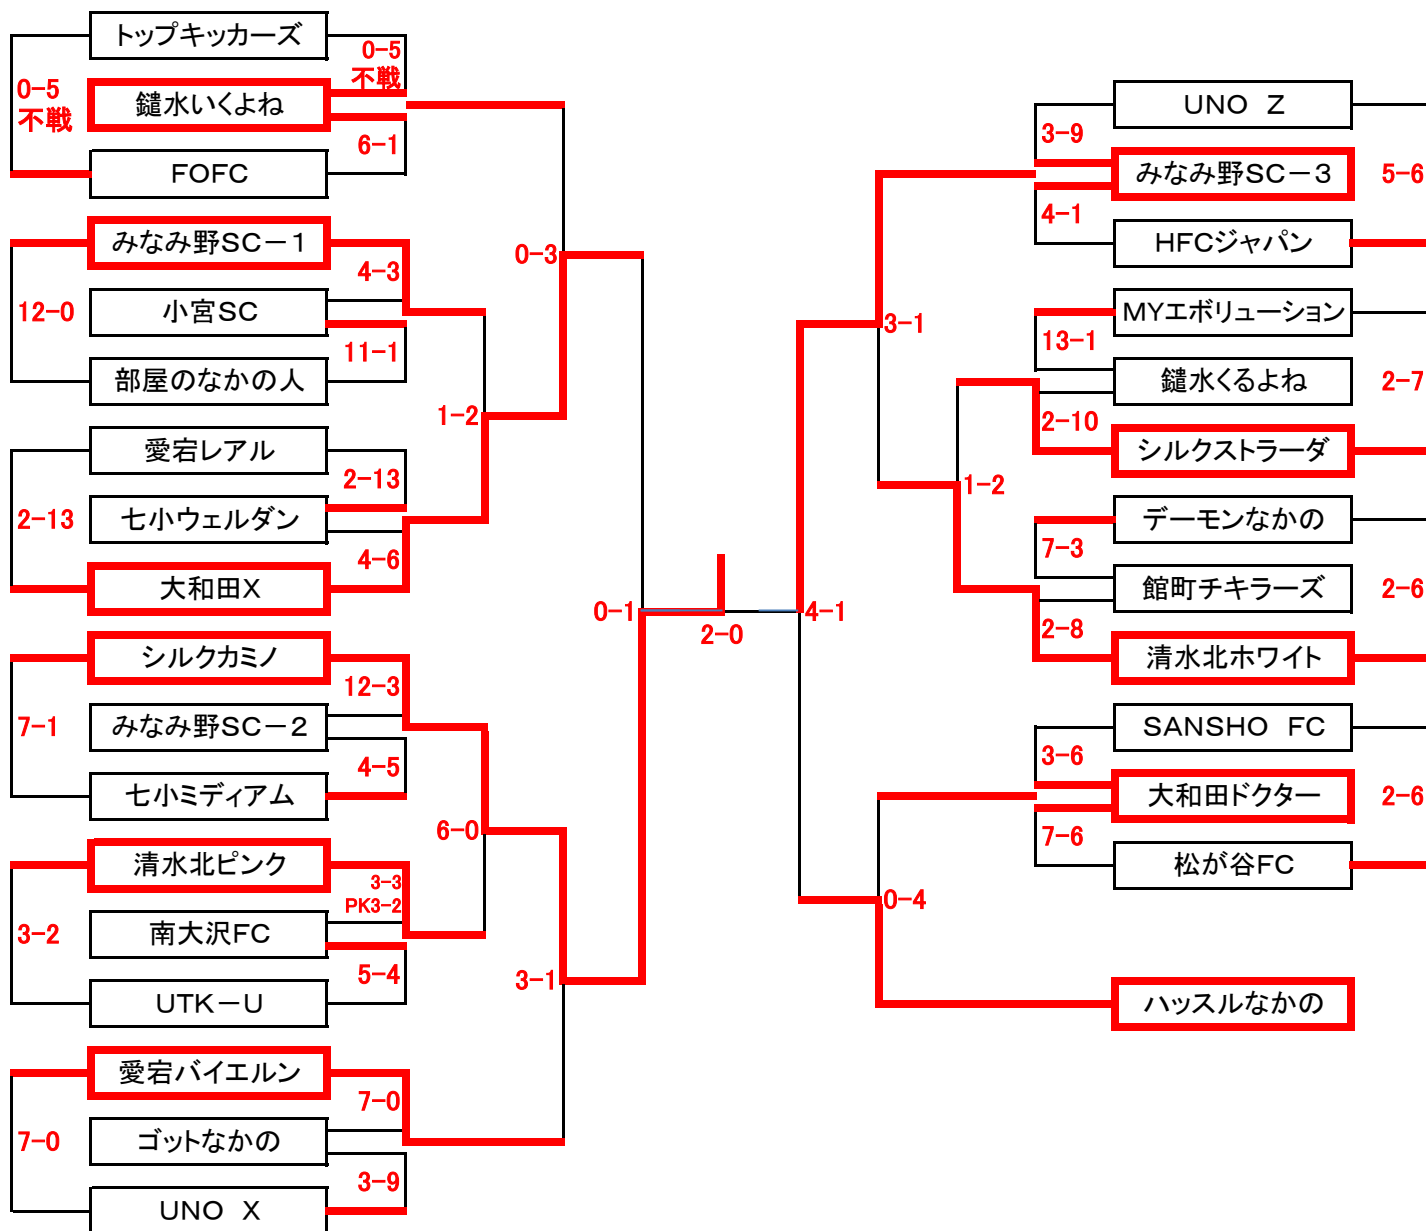 トップキッカーズ
0-5
不戦
0-5
不戦
鑓水いくよね
6-1
FOFC
みなみ野SC－1
4-3
12-0
小宮SC
11-1
部屋のなかの人
0-3
1-2
愛宕レアル
2-13
2-13
七小ウェルダン
4-6
大和田X
シルクカミノ
12-3
7-1
みなみ野SC－2
4-5
七小ミディアム
6-0
清水北ピンク
3-3
PK3-2
3-2
南大沢FC
5-4
UTK－U
3-1
愛宕バイエルン
7-0
7-0
ゴットなかの
3-9
UNO X
0-1
2-0
4-1
UNO Z
3-9
みなみ野SC－3
5-6
4-1
HFCジャパン
3-1
MYエボリューション
13-1
鑓水くるよね
2-7
2-10
シルクストラーダ
1-2
デーモンなかの
7-3
館町チキラーズ
2-6
2-8
清水北ホワイト
SANSHO FC
3-6
大和田ドクター
2-6
7-6
松が谷FC
0-4
ハッスルなかの